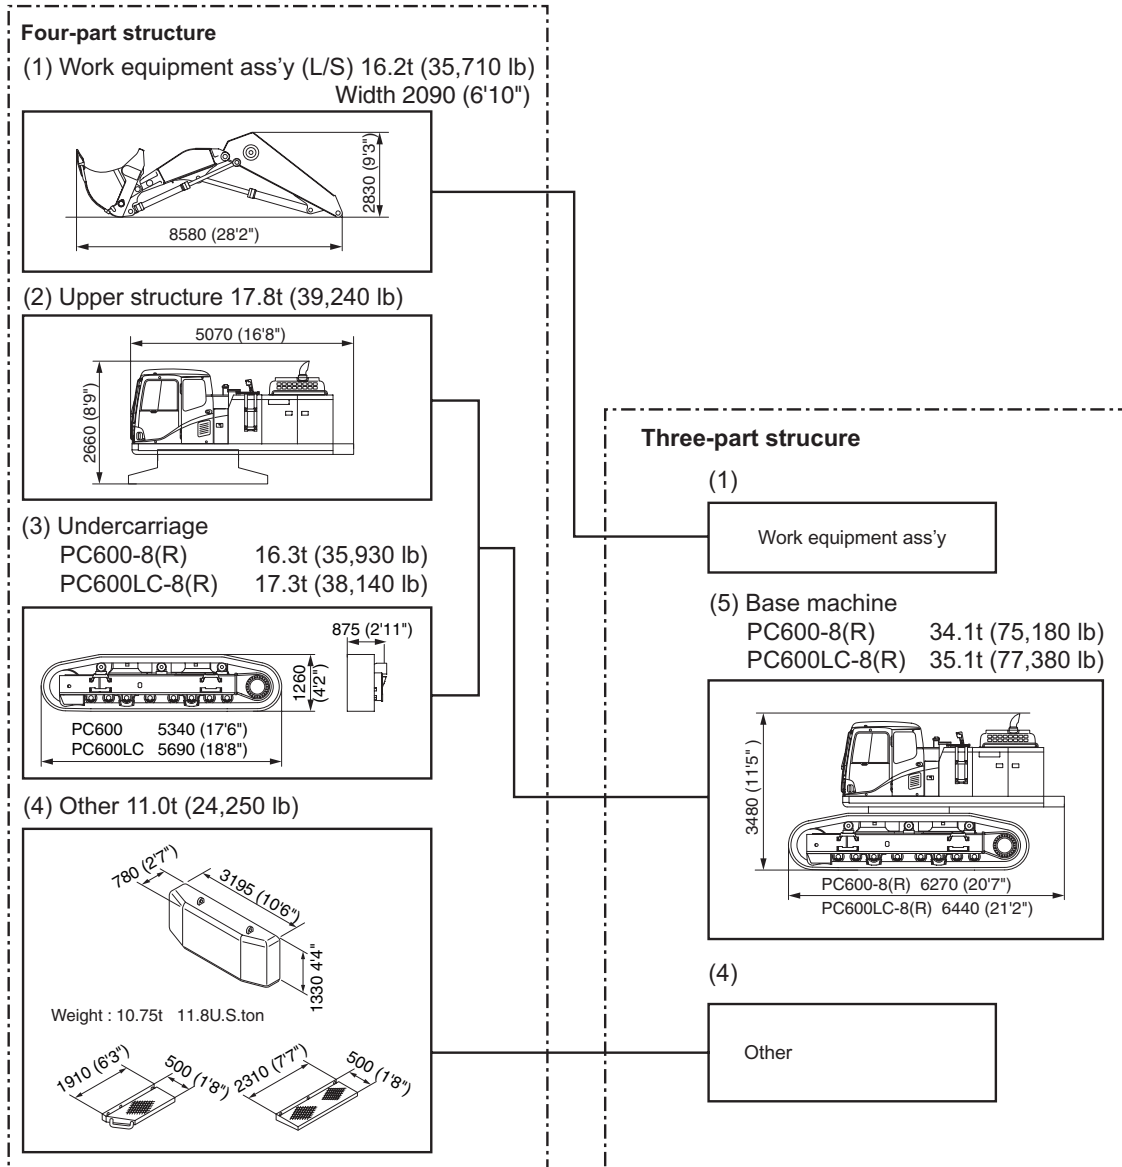 Four-part structure
(1) Work equipment ass'y (L/S) 16.2t (35,710 lb)
Width 2090 (6'10")
2830 (9'3")
8580 (28'2")
(2) Upper structure 17.8t (39,240 lb)
5070 (16'8")
2660 (8'9")
(3) Undercarriage
PC600-8(R) 16.3t (35,930 lb)
PC600LC-8(R) 17.3t (38,140 lb)
875 (2'11")
1260
(4'2")
PC600 5340 (17'6")
PC600LC 5690 (18'8")
(4) Other 11.0t (24,250 lb)
780 (2'7")
3195 (10'6")
1330 4'4"
Weight : 10.75t 11.8U.S.ton
1910 (6'3")
500 (1'8")
2310 (7'7")
500 (1'8")
Three-part strucure
(1)
Work equipment ass'y
(5) Base machine
PC600-8(R) 34.1t (75,180 lb)
PC600LC-8(R) 35.1t (77,380 lb)
3480 (11'5" )
PC600-8(R) 6270 (20'7")
PC600LC-8(R) 6440 (21'2")
(4)
Other